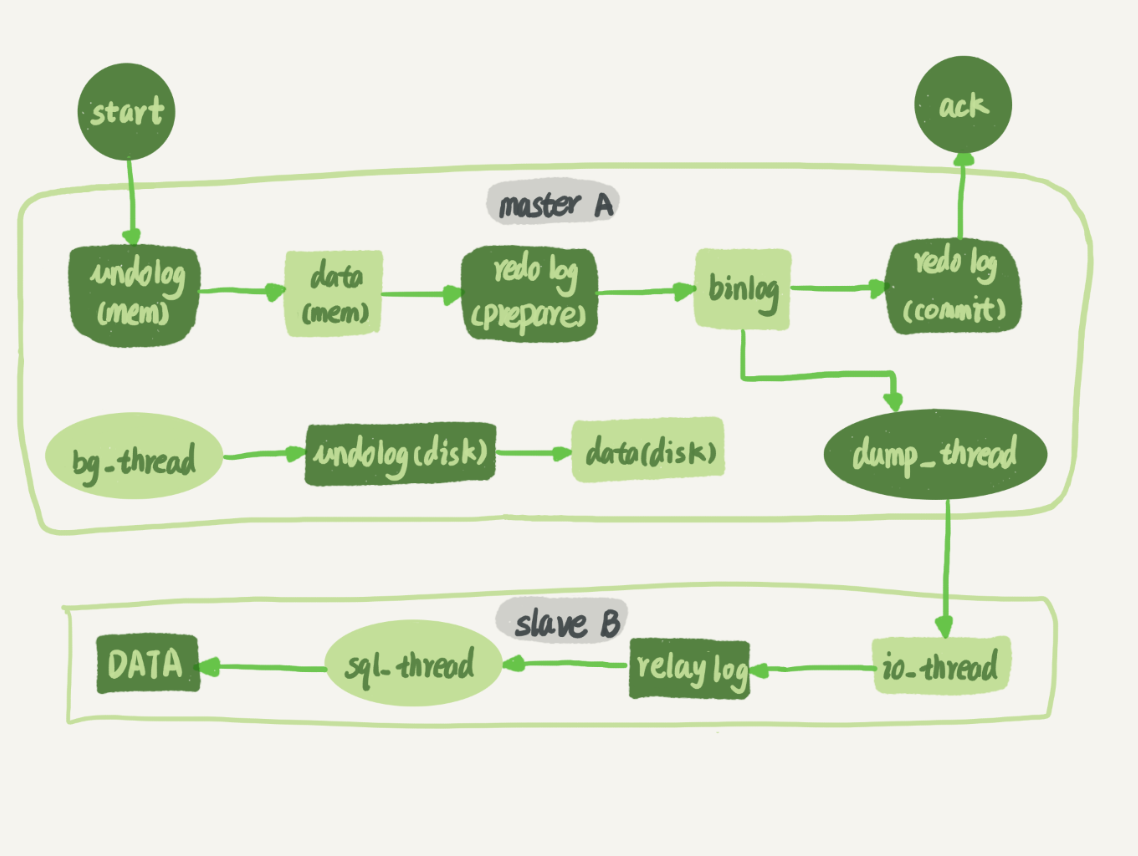 start
ack
master A
undolog
(mem)
data
(mem)
redo log
(prepare)
binlog
redo log
(commit)
bg_thread
undolog(disk)
data(disk)
dump_thread
slave B
DATA
sql_thread
relay log
io_thread